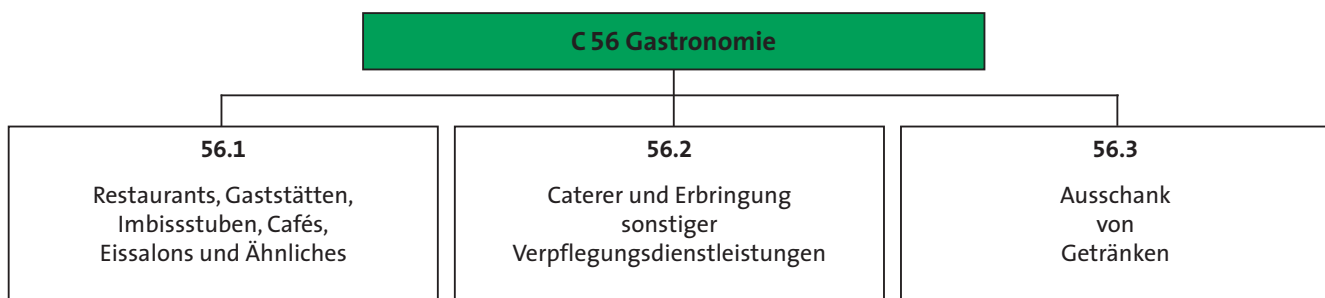 C 56 Gastronomie
56.1
Restaurants, Gaststätten,
Imbissstuben, Cafés,
Eissalons und Ähnliches
56.2
Caterer und Erbringung
sonstiger
Verpflegungsdienstleistungen
56.3
Ausschank
von
Getränken